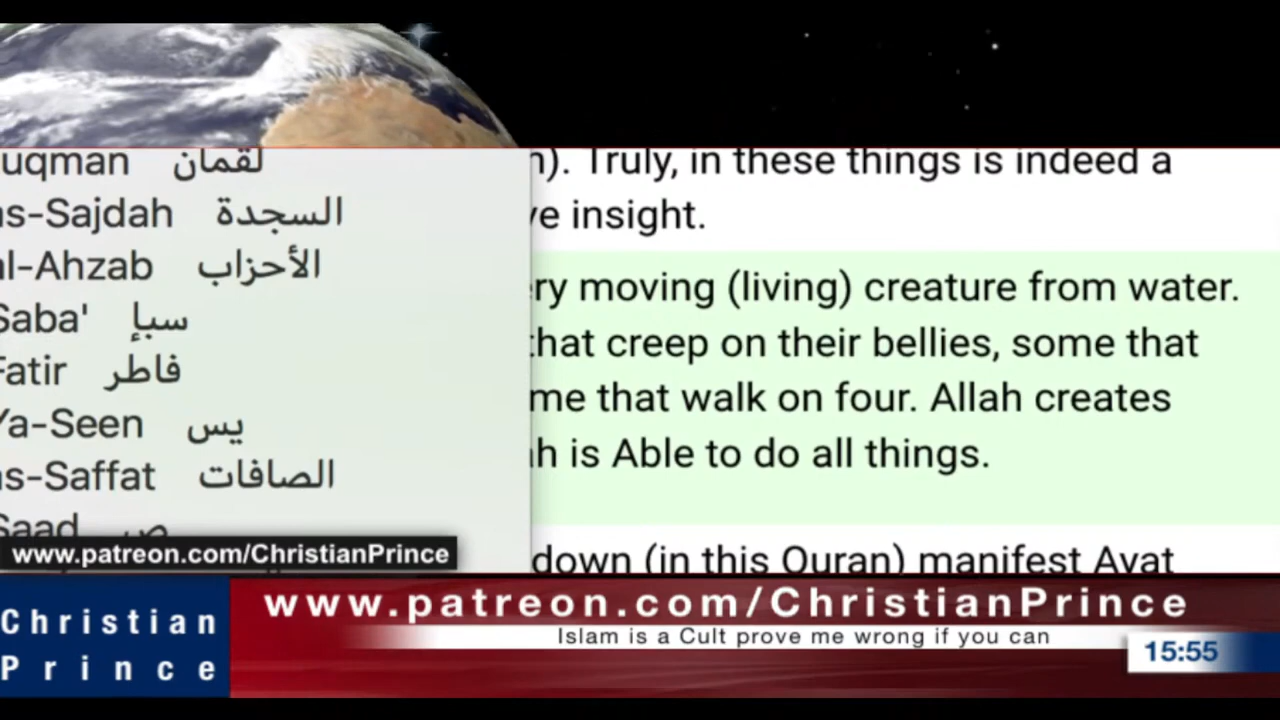 uqman لقمان
as-Sajdah السجدة
al-Ahzab الأحزاب
Saba' سبإ
Fatir فاطر
Ya-Seen يس
as-Saffat الصافات
Saad ص
www.patreon.com/ChristianPrince
n). Truly, in these things is indeed a
ve insight.
ry moving (living) creature from water.
that creep on their bellies, some that
me that walk on four. Allah creates
ah is Able to do all things.
down (in this Quran) manifest Ayat
Christian
Prince
www.patreon.com/ChristianPrince
Islam is a Cult prove me wrong if you can
15:55